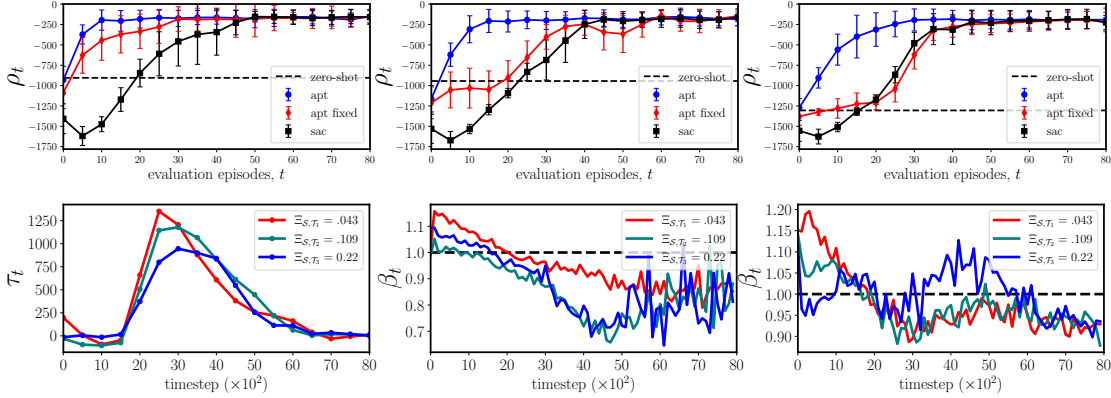 0
−250
−500
−750
−1000
−1250
−1500
−1750
ρt
zero-shot
apt
apt fixed
sac
0 10 20 30 40 50 60 70 80
evaluation episodes, t
0
−250
−500
−750
−1000
−1250
−1500
−1750
ρt
zero-shot
apt
apt fixed
sac
0 10 20 30 40 50 60 70 80
evaluation episodes, t
0
−250
−500
−750
−1000
−1250
−1500
−1750
ρt
zero-shot
apt
apt fixed
sac
0 10 20 30 40 50 60 70 80
evaluation episodes, t
1250
1000
750
500
250
0
τt
ΞS,T1 = .043
ΞS,T2 = .109
ΞS,T3 = 0.22
0 10 20 30 40 50 60 70 80
timestep (×10²)
1.1
1.0
0.9
0.8
0.7
βt
ΞS,T1 = .043
ΞS,T2 = .109
ΞS,T3 = 0.22
0 10 20 30 40 50 60 70 80
timestep (×10²)
1.20
1.15
1.10
1.05
1.00
0.95
0.90
βt
ΞS,T1 = .043
ΞS,T2 = .109
ΞS,T3 = 0.22
0 10 20 30 40 50 60 70 80
timestep (×10²)